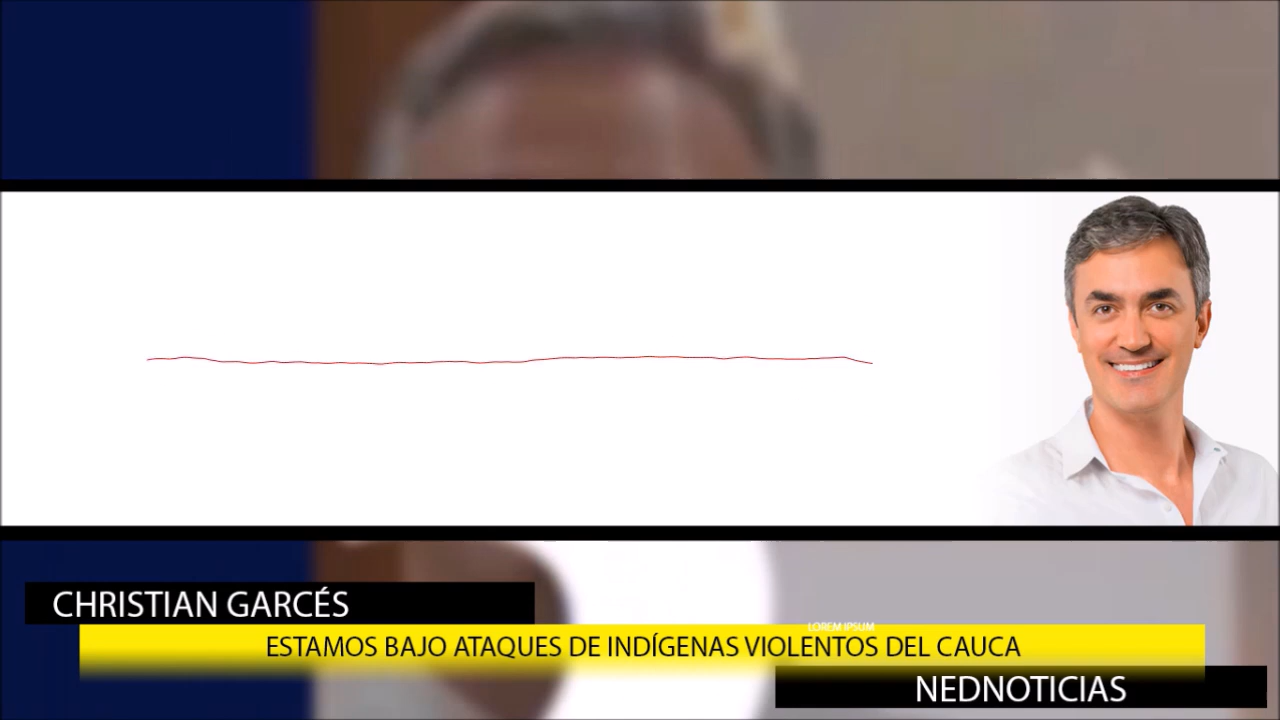 CHRISTIAN GARCÉS
LOREM IPSUM
ESTAMOS BAJO ATAQUES DE INDÍGENAS VIOLENTOS DEL CAUCA
NEDNOTICIAS